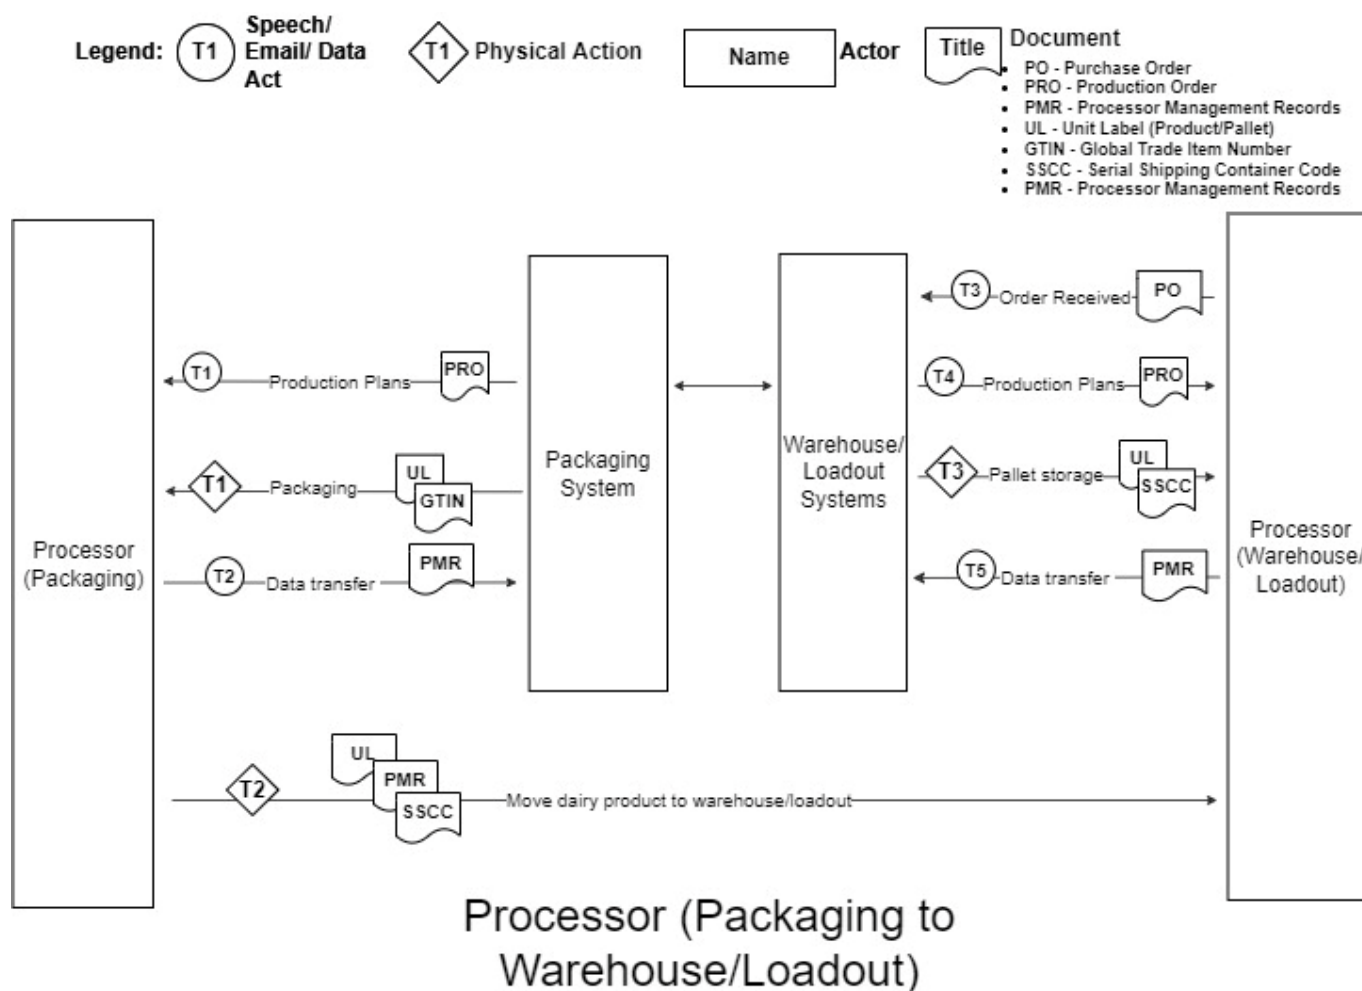 Legend:
T1
Speech/
Email/ Data
Act
T1
Physical Action
Name
Actor
Title
Document
• PO - Purchase Order
• PRO - Production Order
• PMR - Processor Management Records
• UL - Unit Label (Product/Pallet)
• GTIN - Global Trade Item Number
• SSCC - Serial Shipping Container Code
• PMR - Processor Management Records
Processor
(Packaging)
T1
Production Plans
PRO
T1
Packaging
UL
GTIN
T2
Data transfer
PMR
Packaging
System
Warehouse/
Loadout
Systems
T3
Order Received
PO
T4
Production Plans
PRO
T3
Pallet storage
UL
SSCC
T5
Data transfer
PMR
Processor
(Warehouse/
Loadout)
T2
UL
PMR
SSCC
Move dairy product to warehouse/loadout
Processor (Packaging to
Warehouse/Loadout)